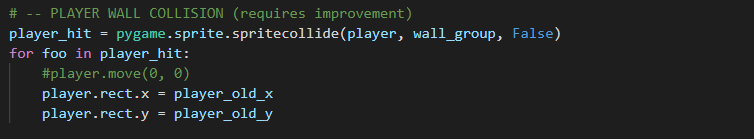 # -- PLAYER WALL COLLISION (requires improvement)
player_hit = pygame.sprite.spritecollide(player, wall_group, False)
for foo in player_hit:
    #player.move(0, 0)
    player.rect.x = player_old_x
    player.rect.y = player_old_y